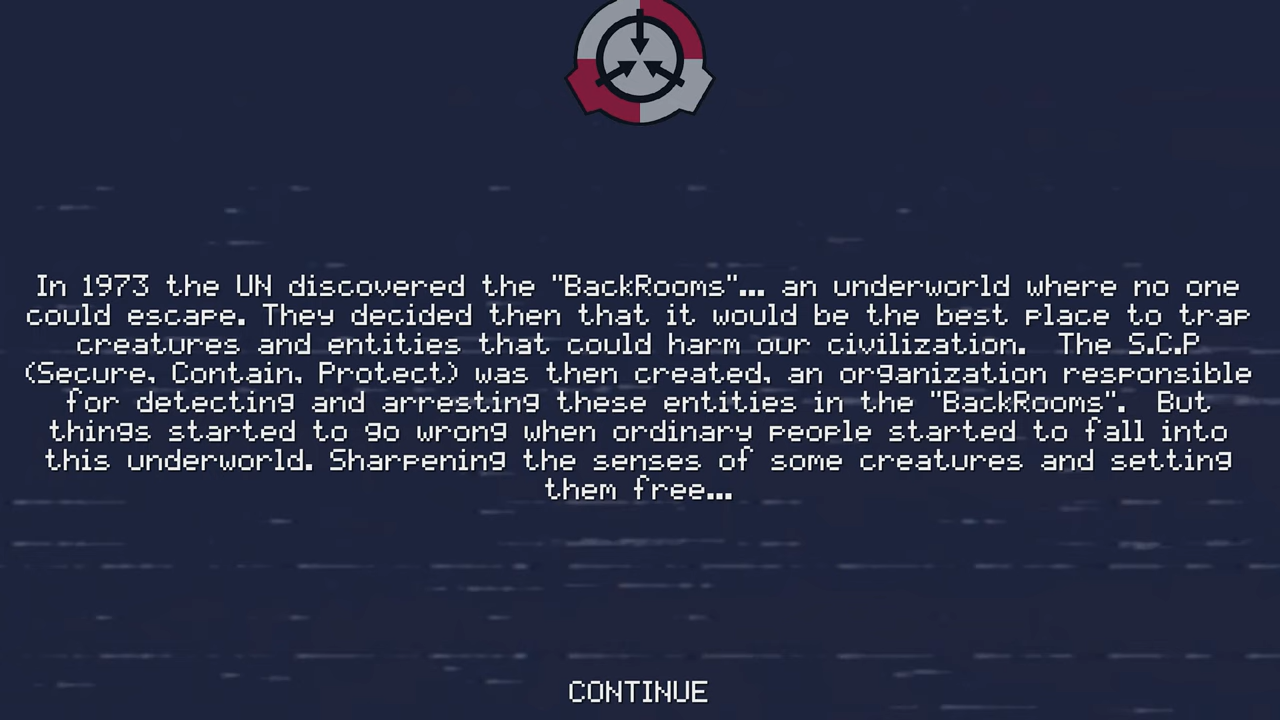 In 1973 the UN discovered the "BackRooms"... an underworld where no one
could escape. They decided then that it would be the best place to trap
creatures and entities that could harm our civilization.  The S.C.P
(Secure, Contain, Protect) was then created, an organization responsible
for detecting and arresting these entities in the "BackRooms".  But
things started to go wrong when ordinary people started to fall into
this underworld. Sharpening the senses of some creatures and setting
them free...
CONTINUE